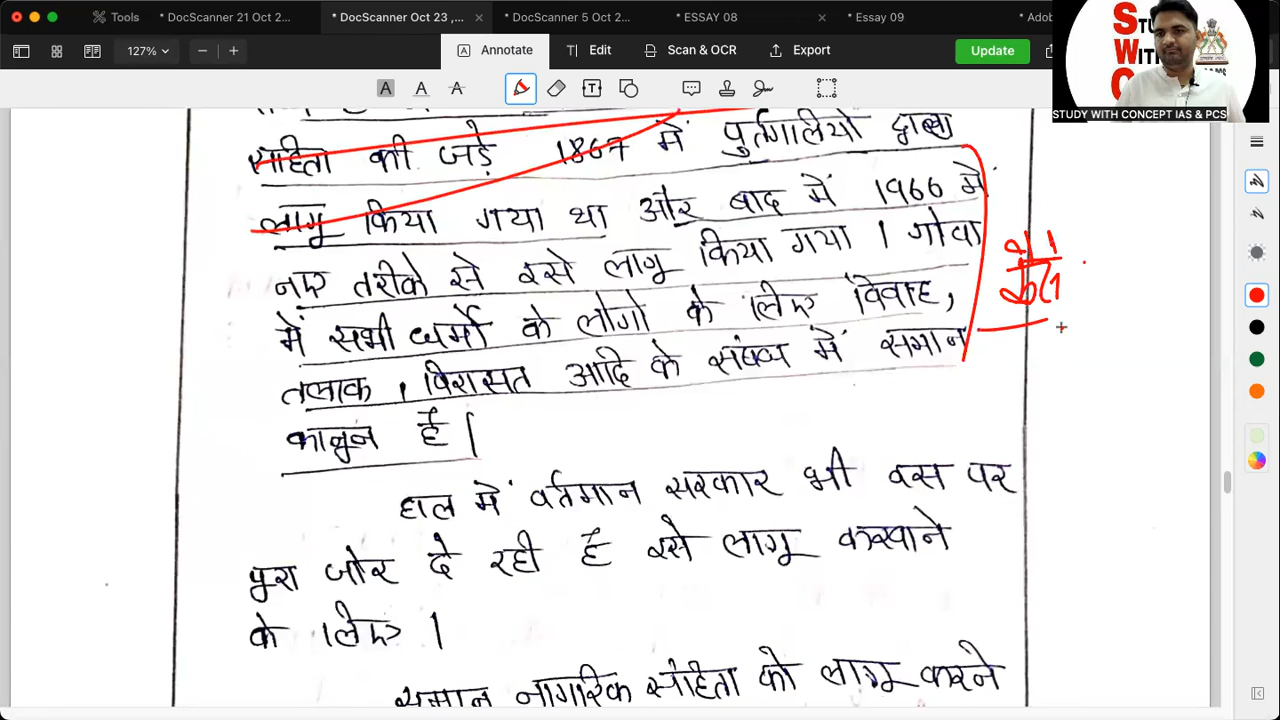 Tools
* DocScanner 21 Oct 2...
* DocScanner Oct 23 ,...
* DocScanner 5 Oct 2...
* ESSAY 08
* Essay 09
* Adob
127%
Annotate
Edit
Scan & OCR
Export
Update
STUDY WITH CONCEPT IAS & PCS
संहिता की जड़े 1867 में पुर्तगालियो द्वारा
लागू किया गया था और बाद में 1966 में
नए तरीके से इसे लागू किया गया । गोवा
में सभी धर्मो के लोगो के लिए विवाह,
तलाक , विरासत आदि के संबंध में समान
कानून है |
हाल में वर्तमान सरकार भी इस पर
पुरा जोर दे रही है इसे लागू करवाने
के लिए |
समान नागरिक संहिता को लागू करने